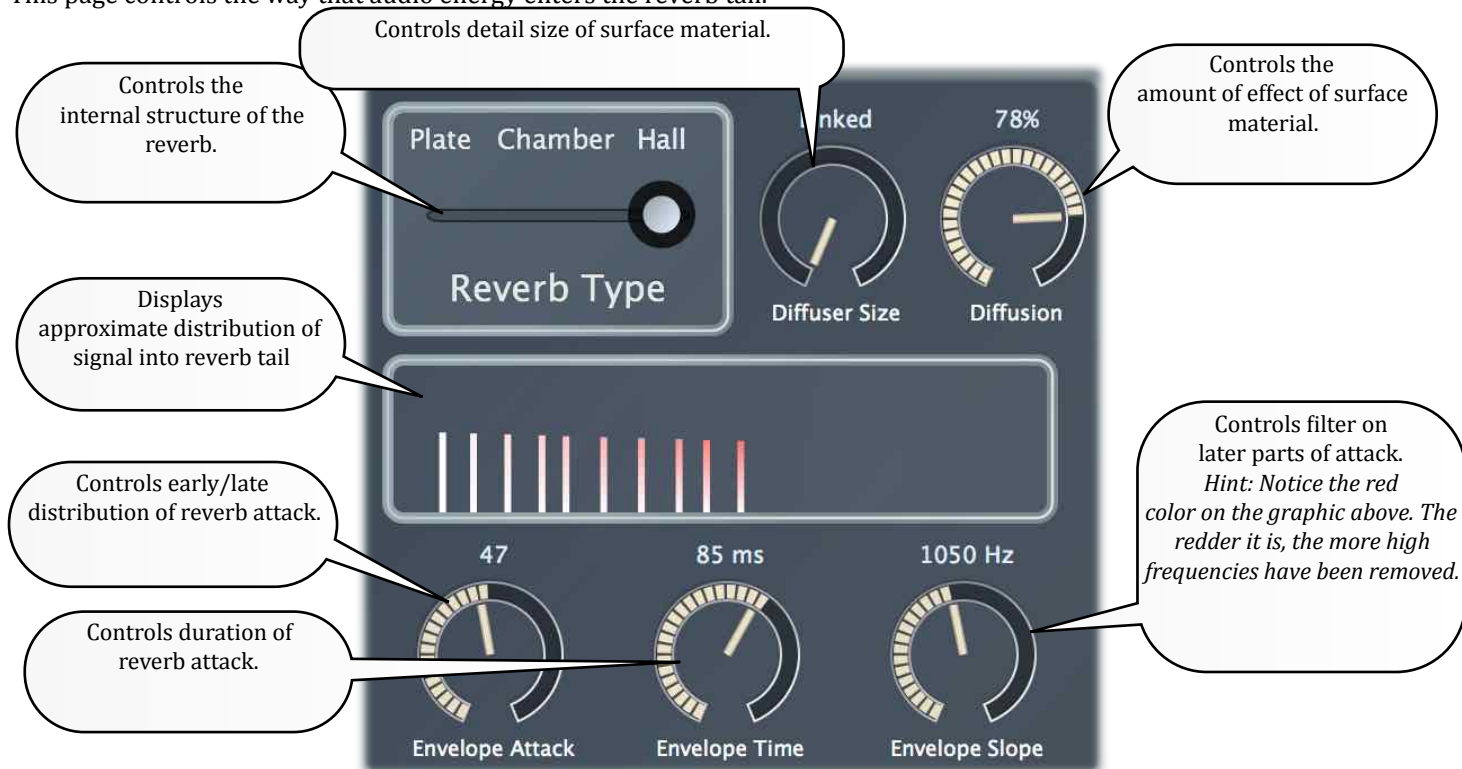 This page controls the way that audio energy enters the reverb tail.
Controls detail size of surface material.
Controls the
internal structure of the
reverb.
Controls the
amount of effect of surface
material.
Plate Chamber Hall
78%
Reverb Type
Diffuser Size
Diffusion
Displays
approximate distribution of
signal into reverb tail
Controls early/late
distribution of reverb attack.
Controls filter on
later parts of attack.
Hint: Notice the red
color on the graphic above. The
redder it is, the more high
frequencies have been removed.
47
85 ms
1050 Hz
Controls duration of
reverb attack.
Envelope Attack
Envelope Time
Envelope Slope